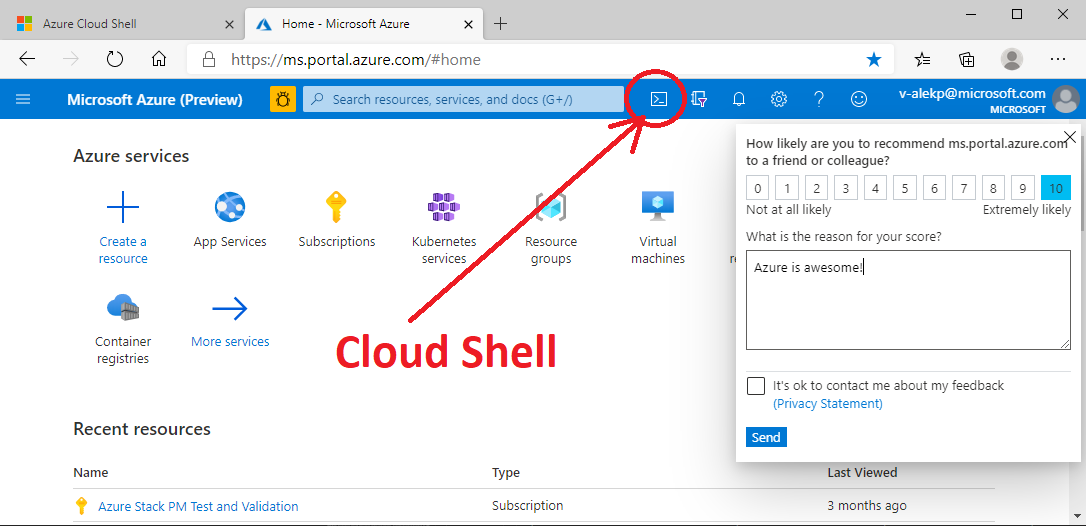 Azure Cloud Shell
Home - Microsoft Azure
https://ms.portal.azure.com/#home
Microsoft Azure (Preview)
Search resources, services, and docs (G+/)
v-alekp@microsoft.com
MICROSOFT
Azure services
Create a
resource
App Services
Subscriptions
Kubernetes
services
Resource
groups
Virtual
machines
Container
registries
More services
Cloud Shell
How likely are you to recommend ms.portal.azure.com
to a friend or colleague?
0 1 2 3 4 5 6 7 8 9 10
Not at all likely Extremely likely
What is the reason for your score?
Azure is awesome!
It's ok to contact me about my feedback
(Privacy Statement)
Send
Recent resources
Name Type Last Viewed
Azure Stack PM Test and Validation Subscription 3 months ago